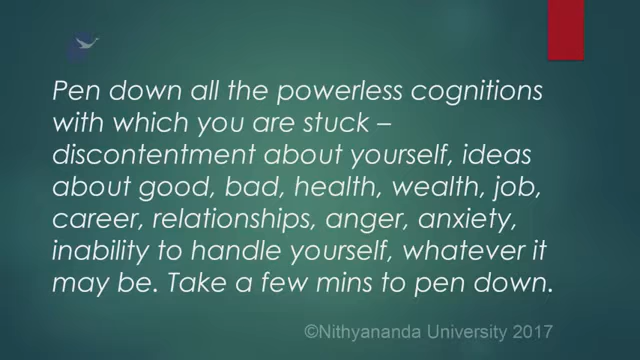 Pen down all the powerless cognitions
with which you are stuck –
discontentment about yourself, ideas
about good, bad, health, wealth, job,
career, relationships, anger, anxiety,
inability to handle yourself, whatever it
may be. Take a few mins to pen down.
©Nithyananda University 2017